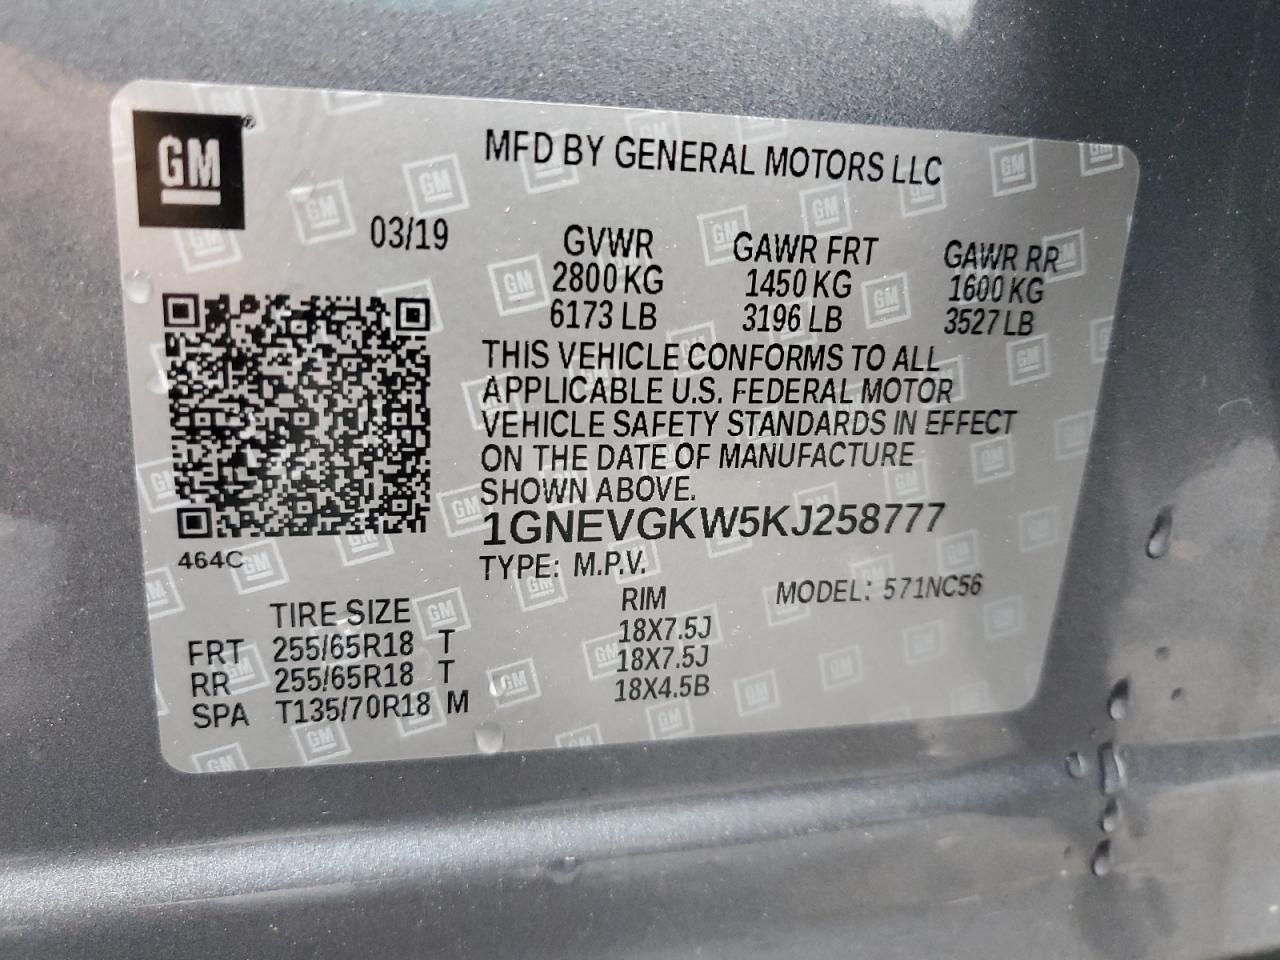 GM
MFD BY GENERAL MOTORS LLC
03/19
GVWR GAWR FRT GAWR RR
2800 KG 1450 KG 1600 KG
6173 LB 3196 LB 3527 LB
THIS VEHICLE CONFORMS TO ALL
APPLICABLE U.S. FEDERAL MOTOR
VEHICLE SAFETY STANDARDS IN EFFECT
ON THE DATE OF MANUFACTURE
SHOWN ABOVE.
1GNEVGKW5KJ258777
464C
TYPE: M.P.V. MODEL: 571NC56
TIRE SIZE RIM
FRT 255/65R18 T 18X7.5J
RR 255/65R18 T 18X7.5J
SPA T135/70R18 M 18X4.5B